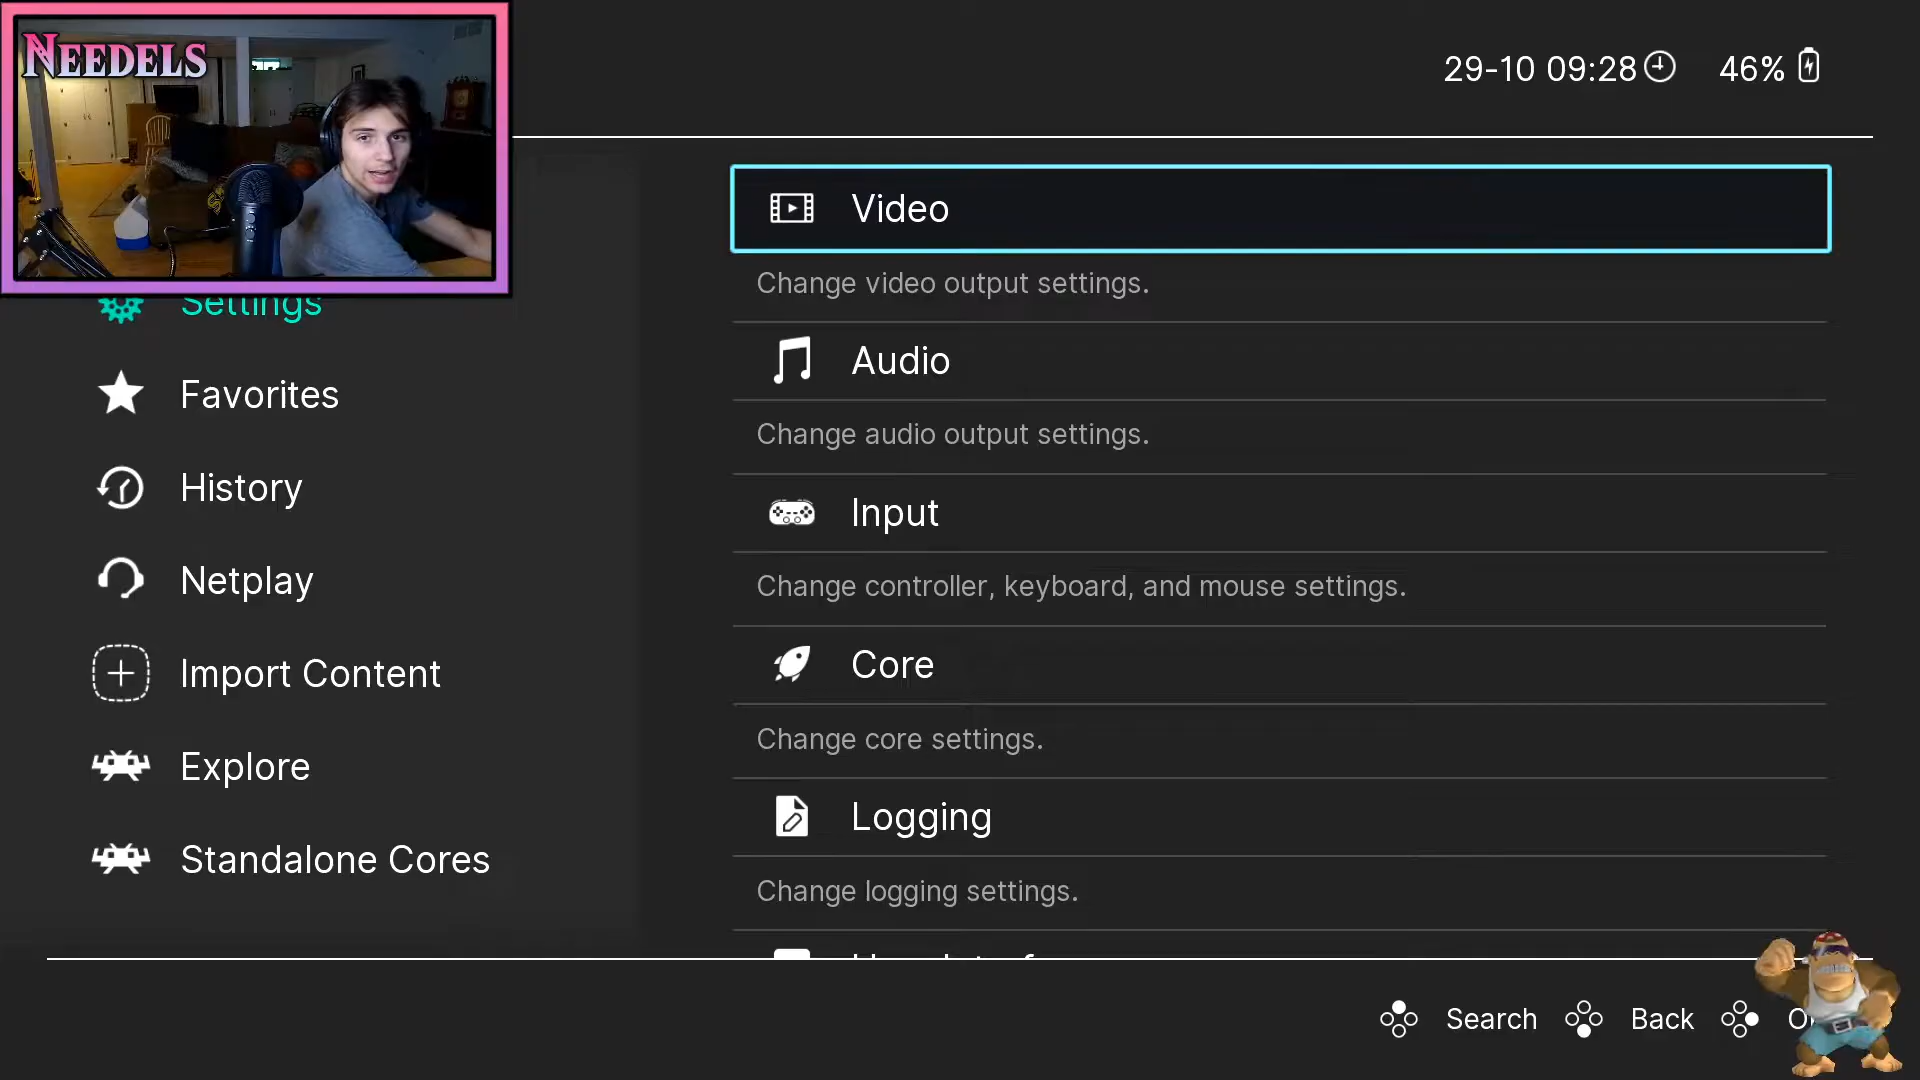 NEEDELS
29-10 09:28 46%
Settings
Favorites
History
Netplay
Import Content
Explore
Standalone Cores
Video
Change video output settings.
Audio
Change audio output settings.
Input
Change controller, keyboard, and mouse settings.
Core
Change core settings.
Logging
Change logging settings.
Search Back